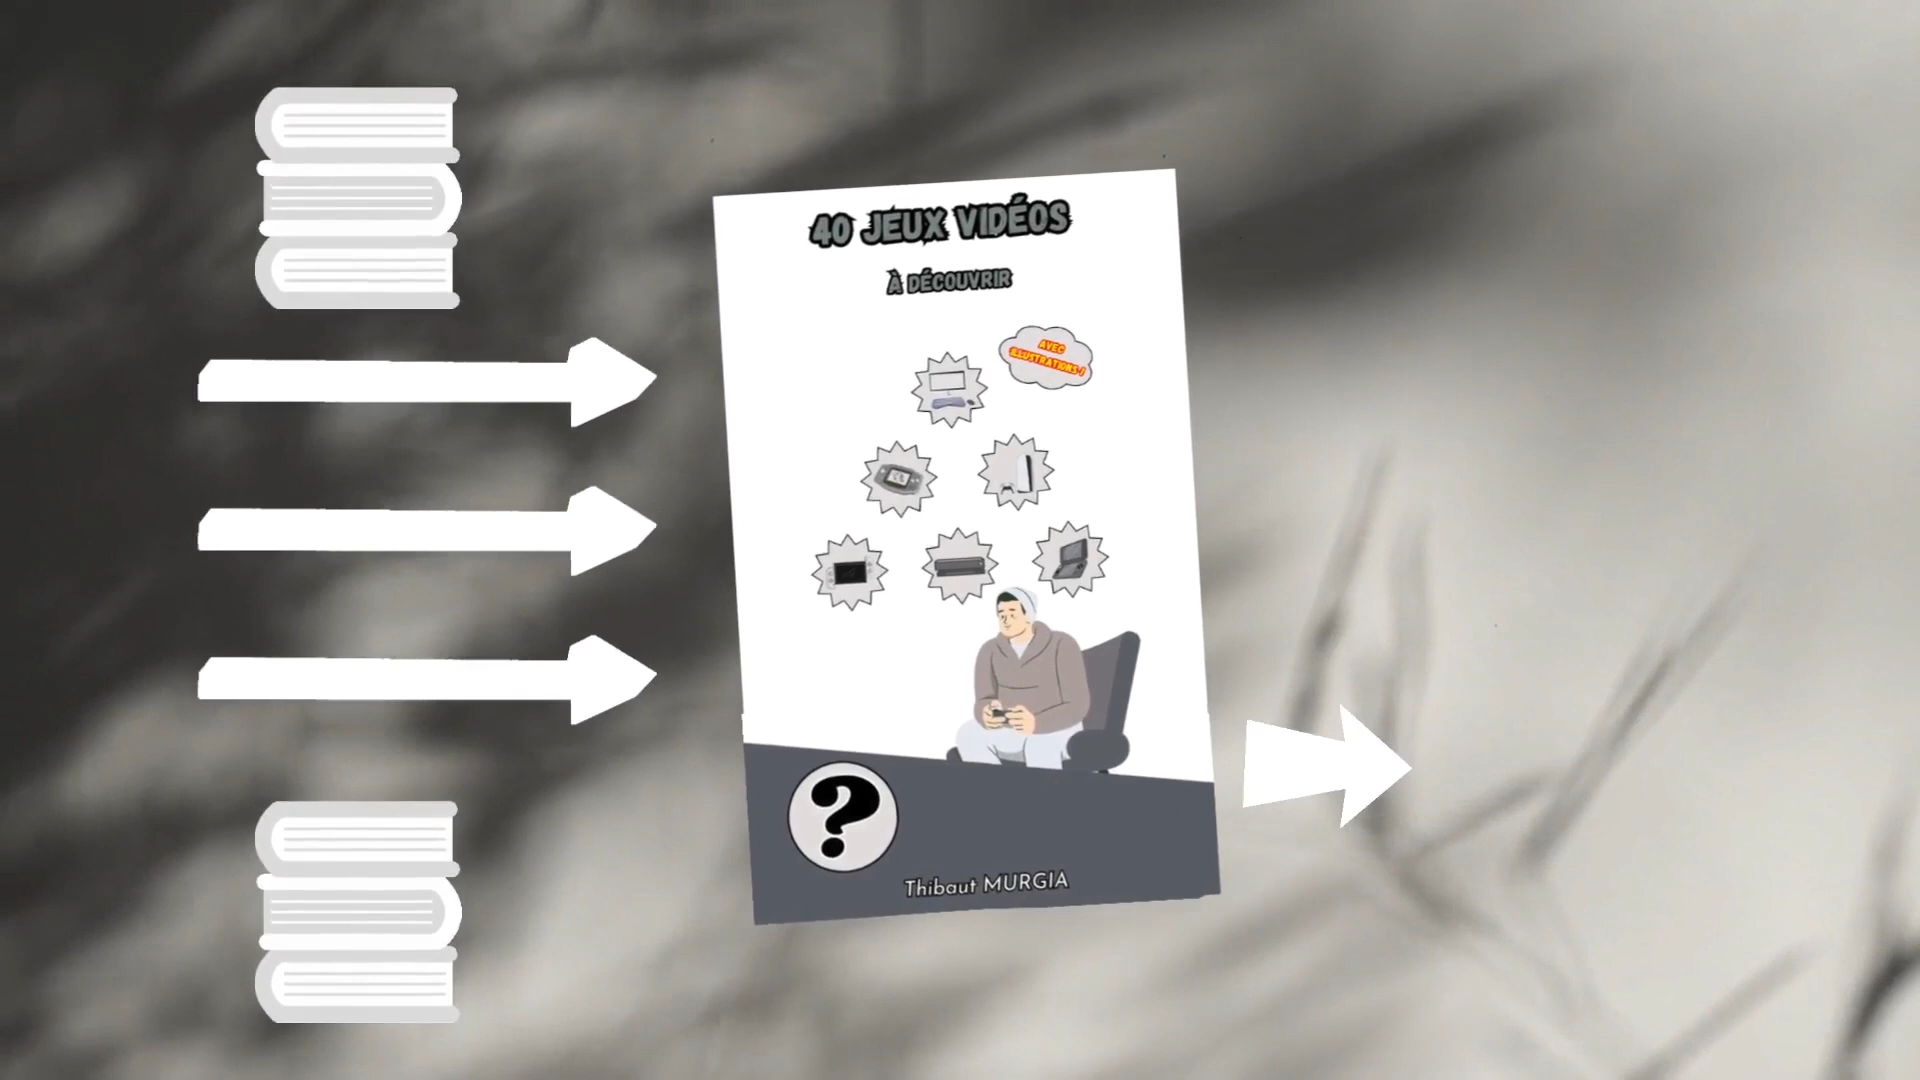 40 JEUX VIDÉOS
À DÉCOUVRIR
AVEC
ILLUSTRATIONS !
?
Thibaut MURGIA